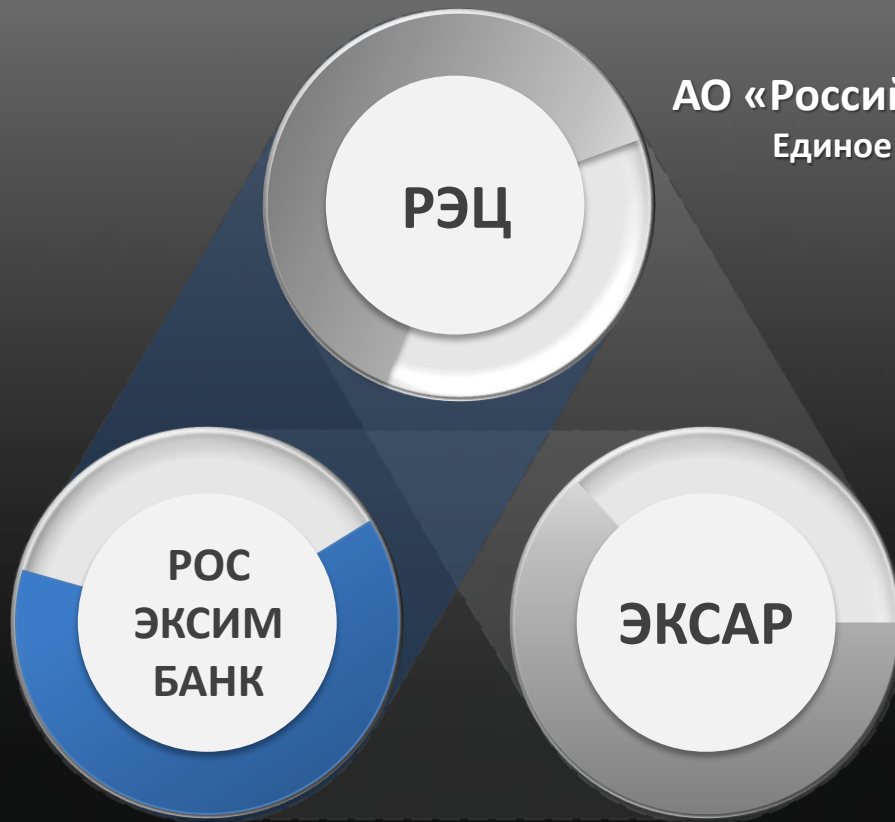 АО «Россий
Единое
РЭЦ
РОС
ЭКСИМ
БАНК
ЭКСАР